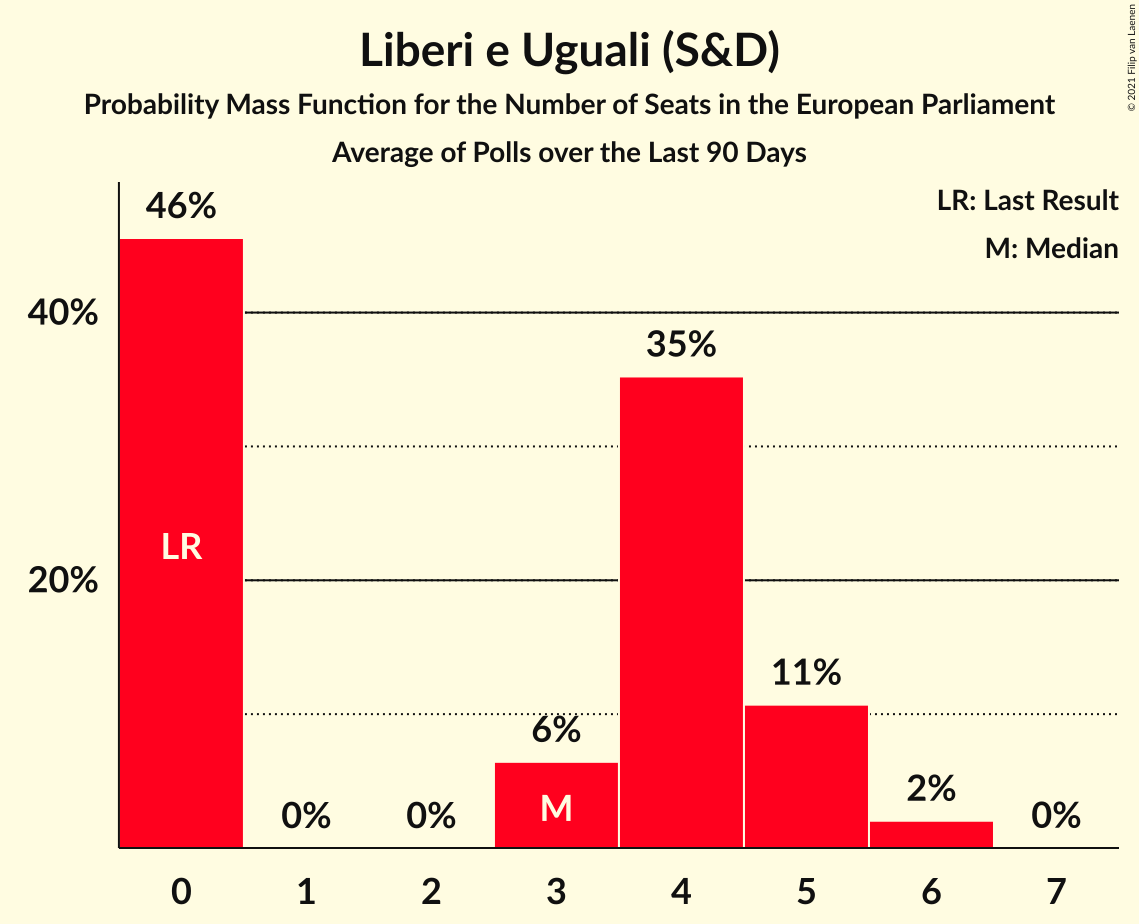 Liberi e Uguali (S&D)
Probability Mass Function for the Number of Seats in the European Parliament
Average of Polls over the Last 90 Days
© 2021 Filip van Laenen
LR: Last Result
M: Median
46%
40%
35%
LR
20%
11%
6%
M
2%
0%
0%
0%
0 1 2 3 4 5 6 7